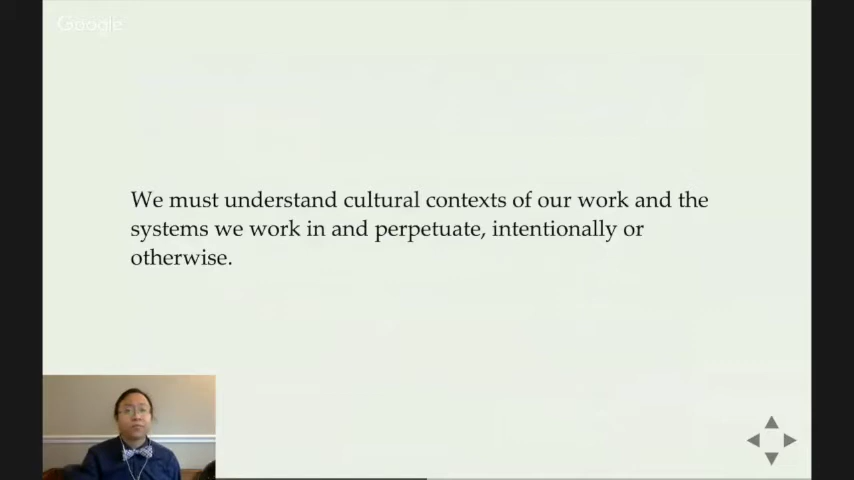 Google
We must understand cultural contexts of our work and the
systems we work in and perpetuate, intentionally or
otherwise.